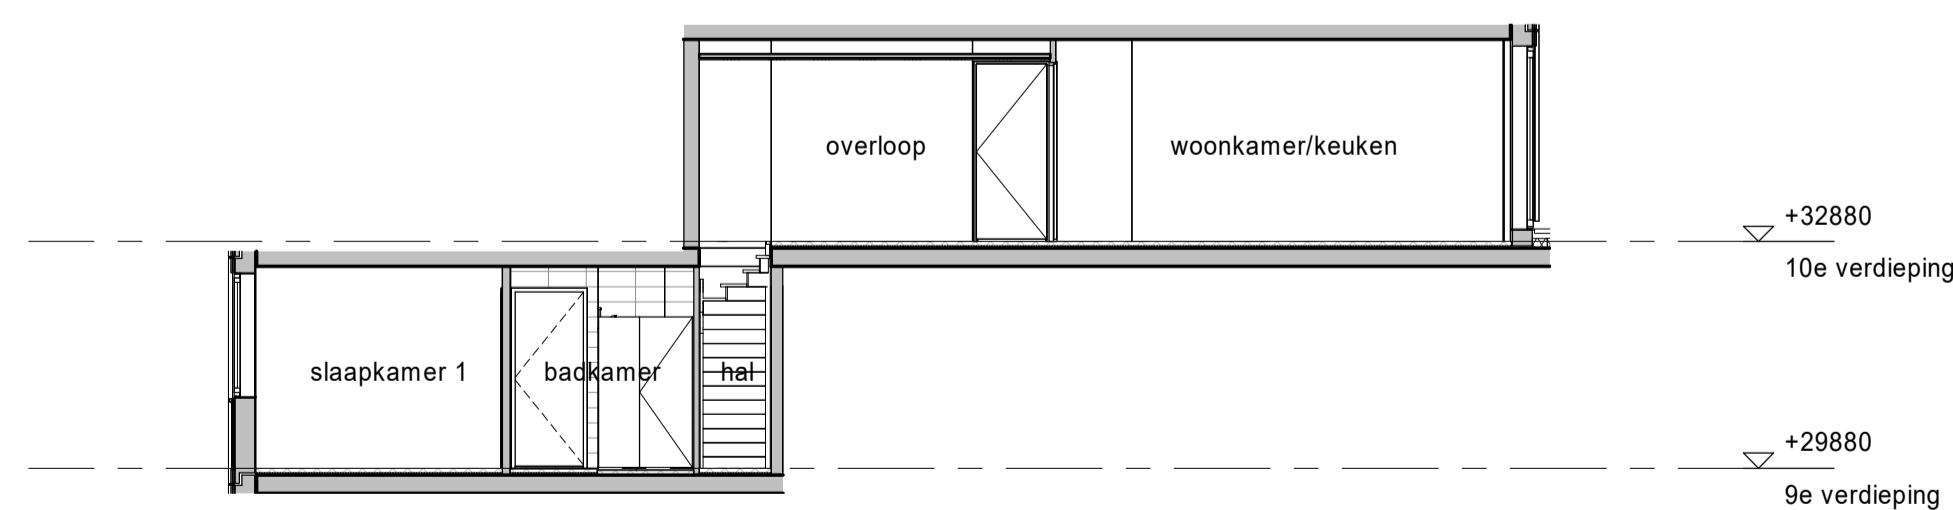 overloop
woonkamer/keuken
+32880
10e verdieping
slaapkamer 1
badkamer
hal
+29880
9e verdieping